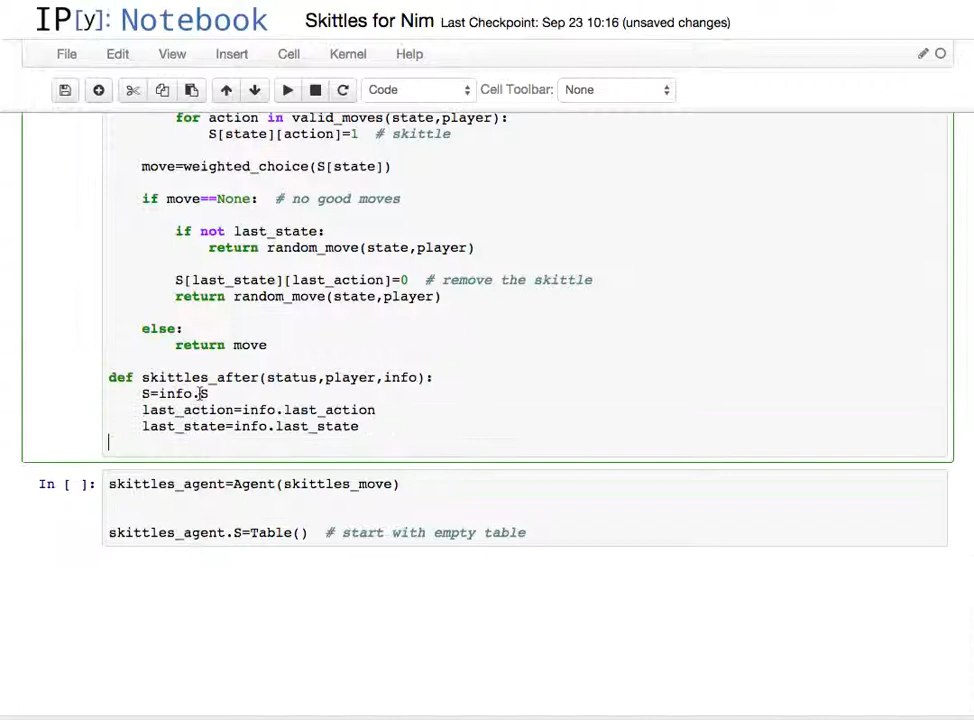 IP[y]: Notebook Skittles for Nim Last Checkpoint: Sep 23 10:16 (unsaved changes)
File Edit View Insert Cell Kernel Help
Code Cell Toolbar: None
for action in valid_moves(state,player):
S[state][action]=1 # skittle
move=weighted_choice(S[state])
if move==None: # no good moves
if not last_state:
return random_move(state,player)
S[last_state][last_action]=0 # remove the skittle
return random_move(state,player)
else:
return move
def skittles_after(status,player,info):
S=info.S
last_action=info.last_action
last_state=info.last_state
In [ ]: skittles_agent=Agent(skittles_move)
skittles_agent.S=Table() # start with empty table